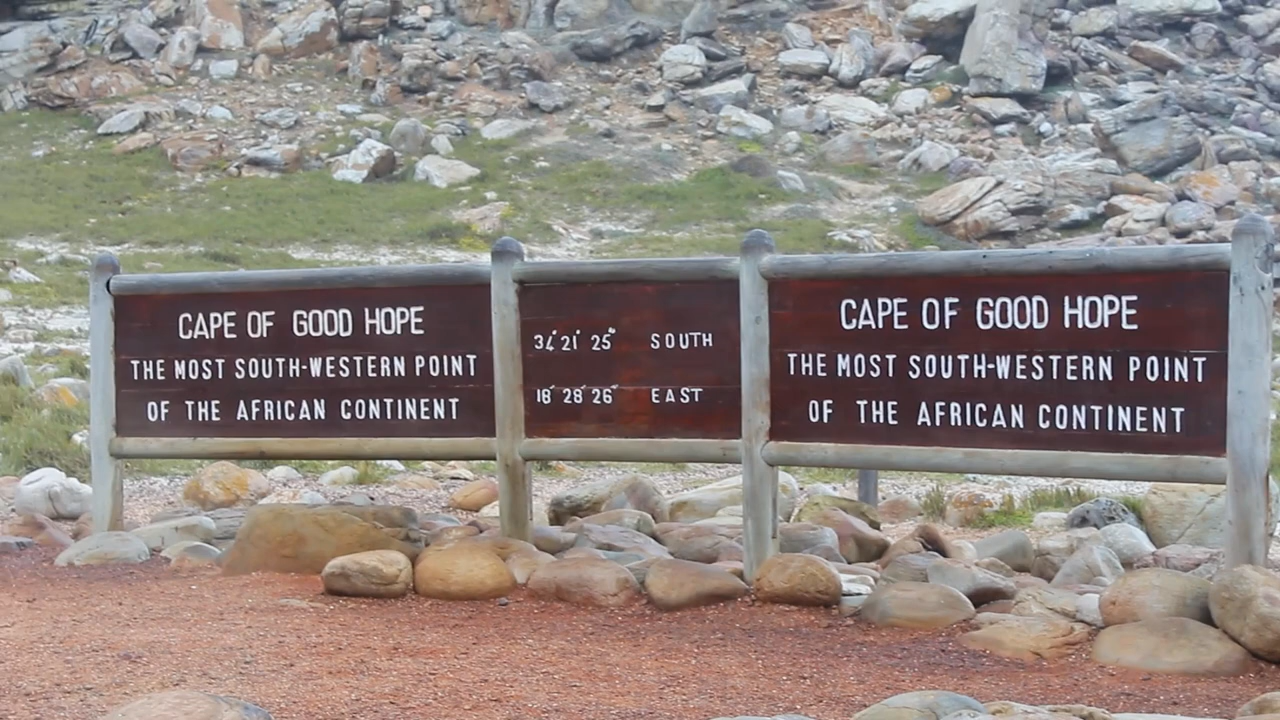 CAPE OF GOOD HOPE
THE MOST SOUTH-WESTERN POINT
OF THE AFRICAN CONTINENT
34° 21' 25" SOUTH
18° 28' 26" EAST
CAPE OF GOOD HOPE
THE MOST SOUTH-WESTERN POINT
OF THE AFRICAN CONTINENT